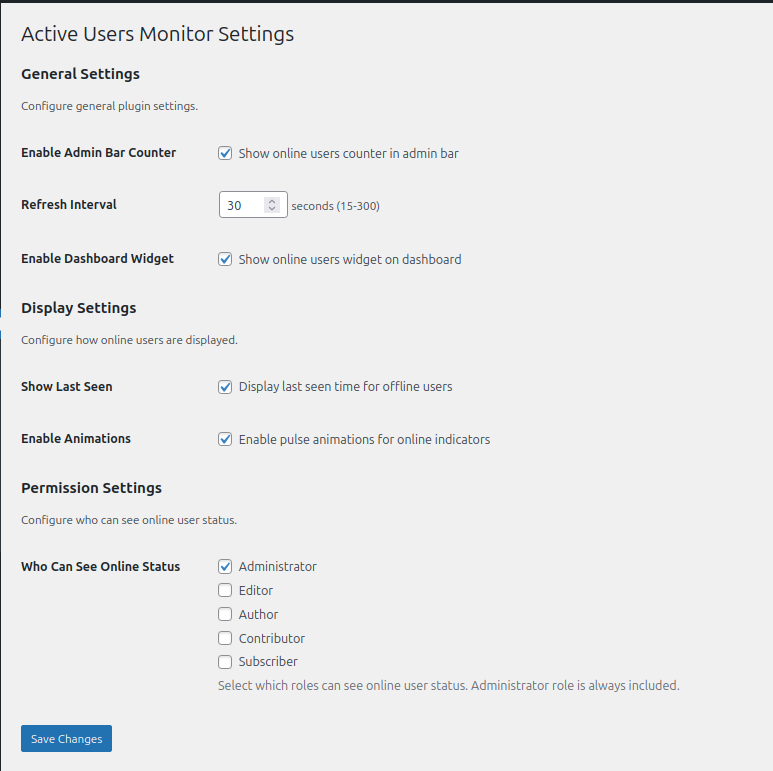 Active Users Monitor Settings
General Settings
Configure general plugin settings.
Enable Admin Bar Counter
Show online users counter in admin bar
Refresh Interval
30 seconds (15-300)
Enable Dashboard Widget
Show online users widget on dashboard
Display Settings
Configure how online users are displayed.
Show Last Seen
Display last seen time for offline users
Enable Animations
Enable pulse animations for online indicators
Permission Settings
Configure who can see online user status.
Who Can See Online Status
Administrator
Editor
Author
Contributor
Subscriber
Select which roles can see online user status. Administrator role is always included.
Save Changes